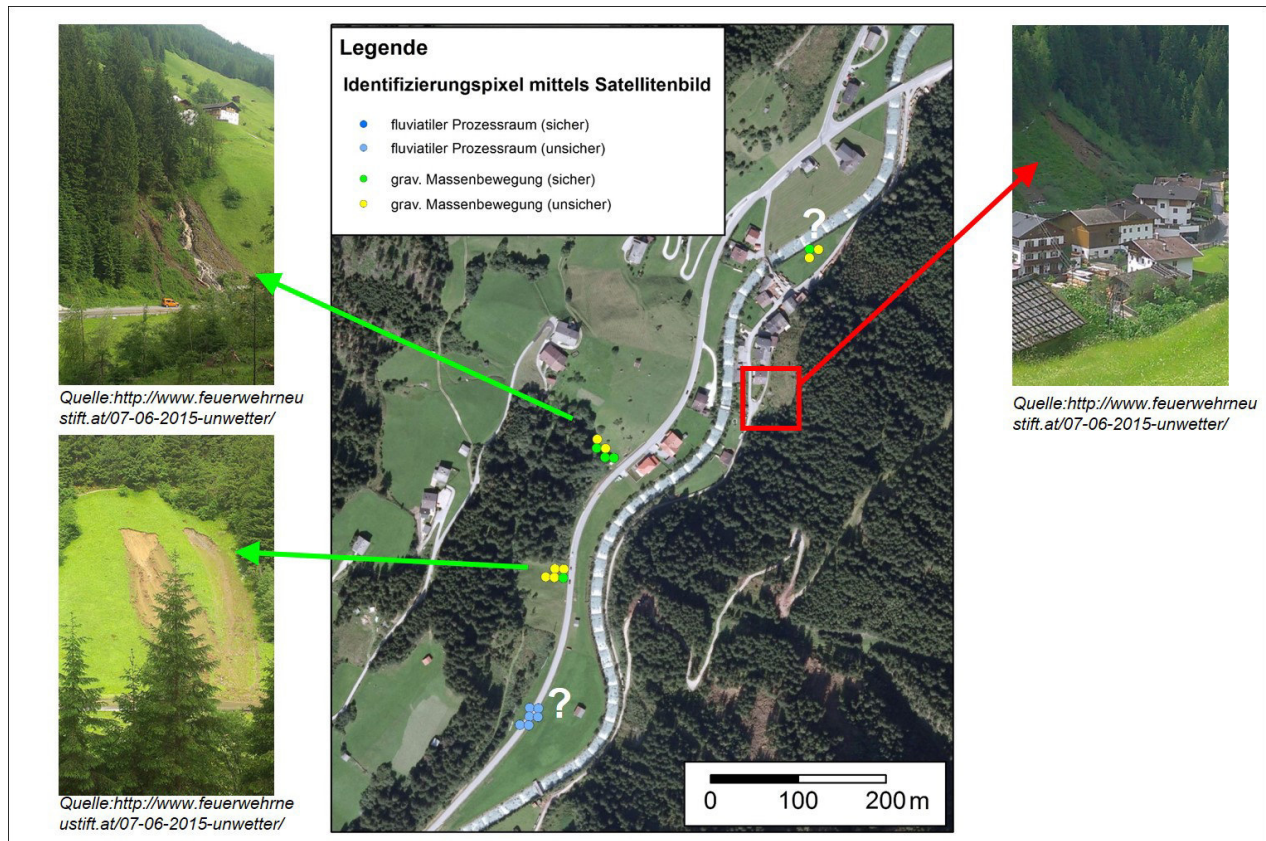 Legende
Identifizierungspixel mittels Satellitenbild
fluviatiler Prozessraum (sicher)
fluviatiler Prozessraum (unsicher)
grav. Massenbewegung (sicher)
grav. Massenbewegung (unsicher)
?
Quelle:http://www.feuerwehrneu
stift.at/07-06-2015-unwetter/
Quelle:http://www.feuerwehrneu
stift.at/07-06-2015-unwetter/
?
Quelle:http://www.feuerwehrne
ustift.at/07-06-2015-unwetter/
0 100 200 m